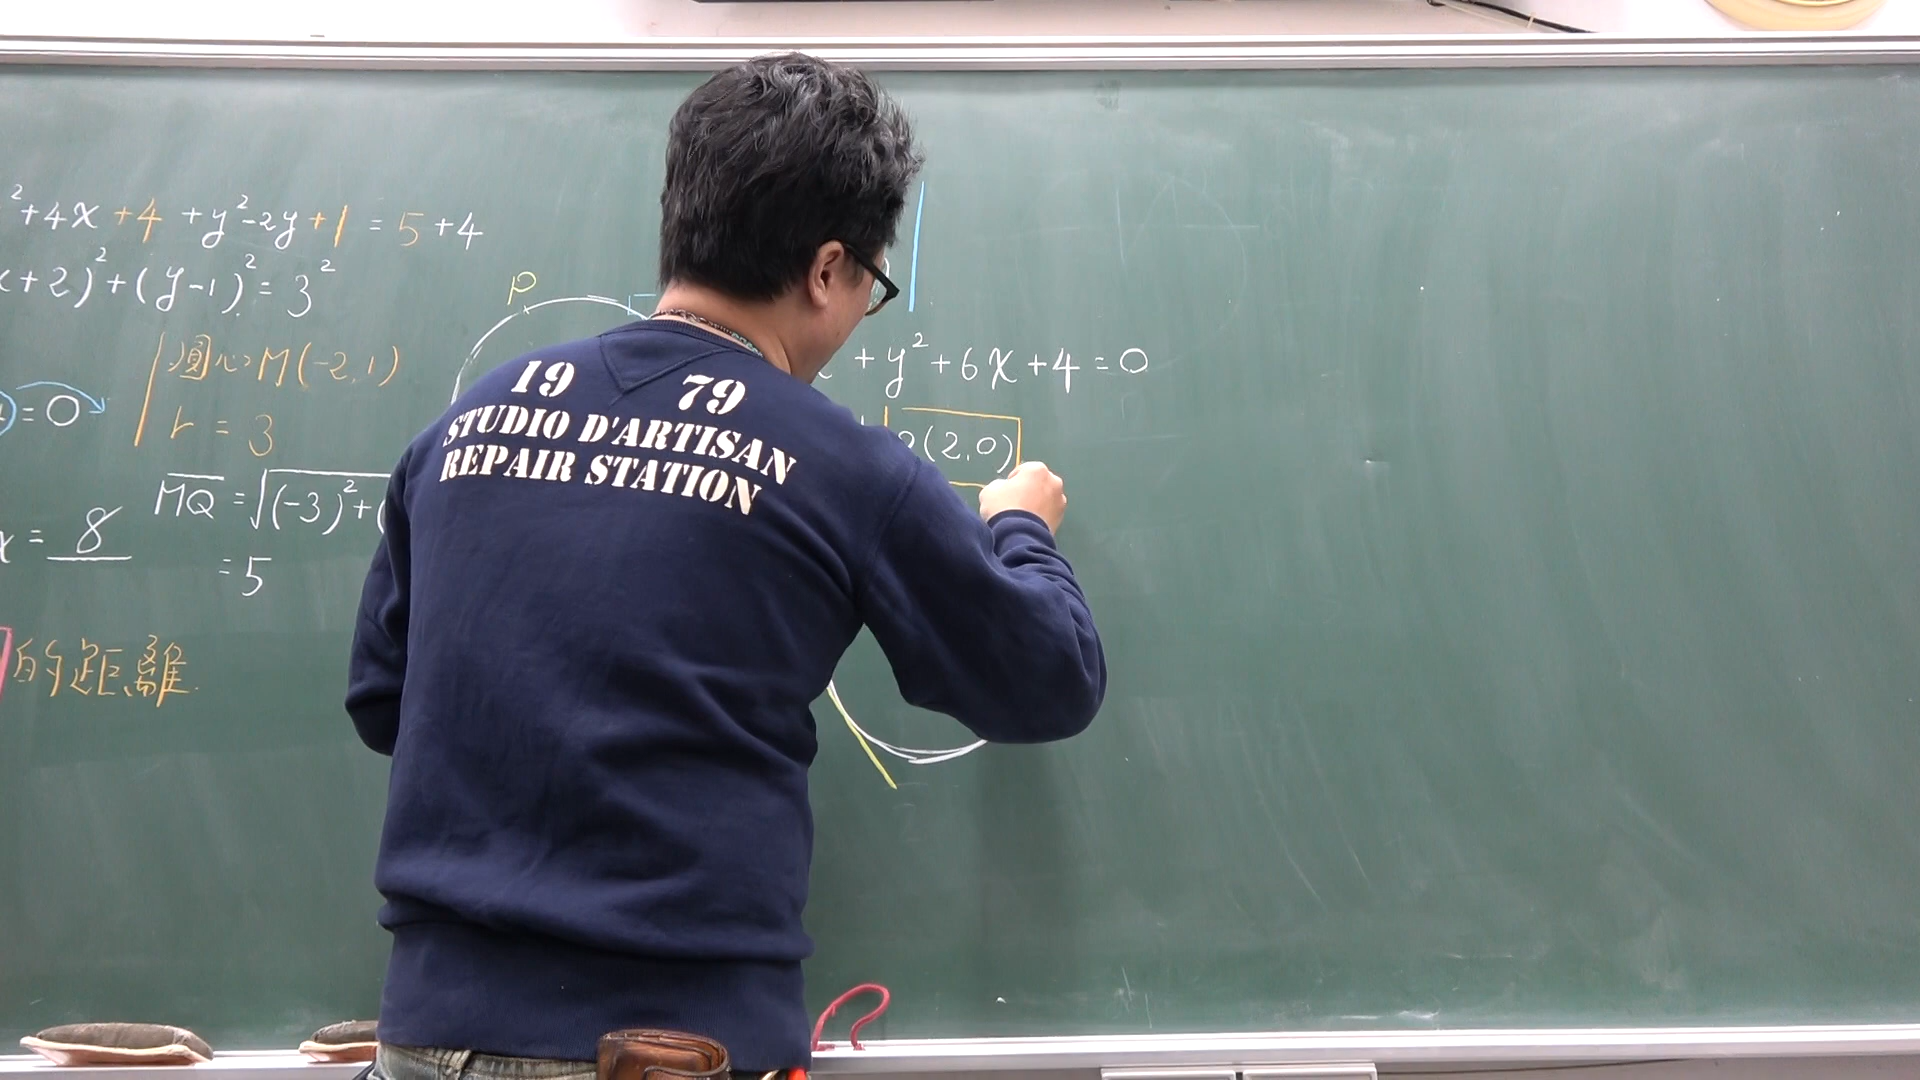 ²+4x+4+y²-2y+1=5+4
x+2)²+(y-1)²=3²
圓心M(-2,1)
=0
r=3
MQ=√(-3)²+(
=5
x=8
的距離
P
+y²+6x+4=0
(2,0)
19 79
STUDIO D'ARTISAN
REPAIR STATION